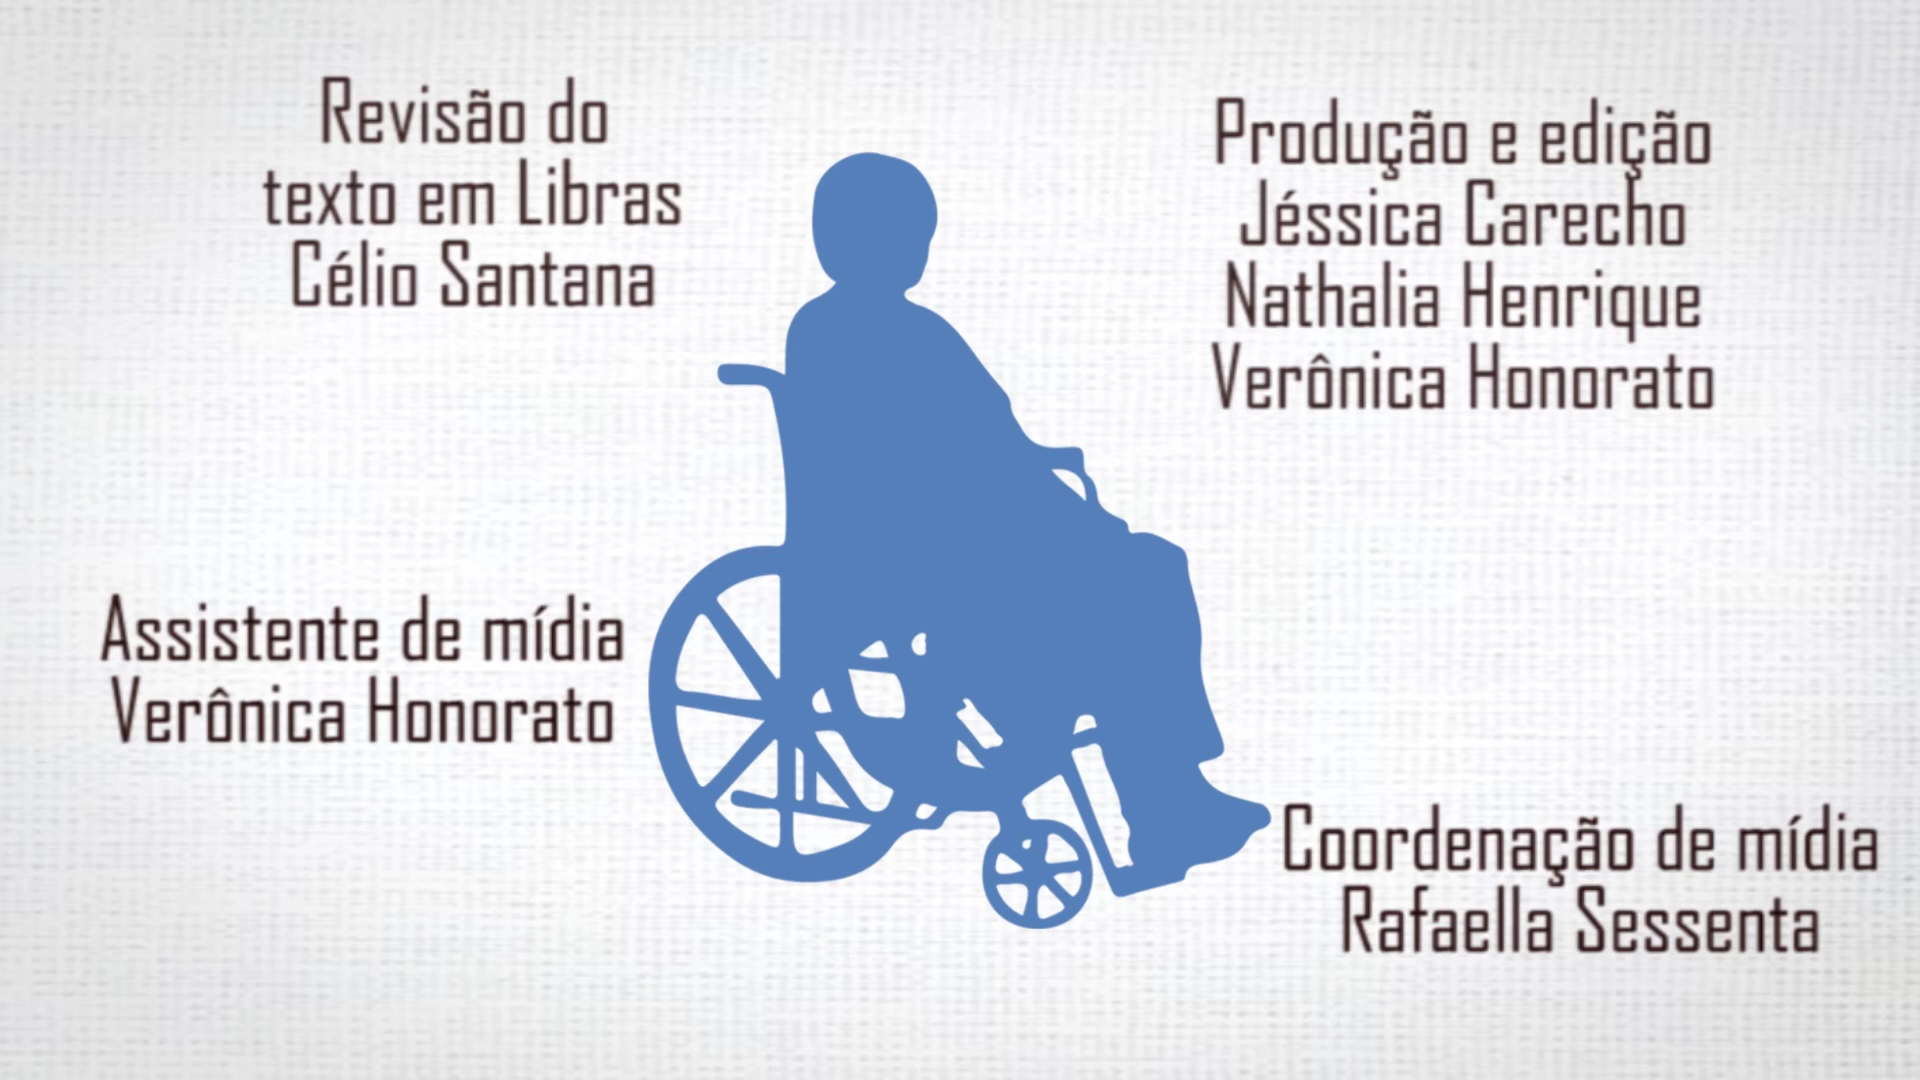 Revisão do
texto em Libras
Célio Santana
Produção e edição
Jéssica Carecho
Nathalia Henrique
Verônica Honorato
Assistente de mídia
Verônica Honorato
Coordenação de mídia
Rafaella Sessenta